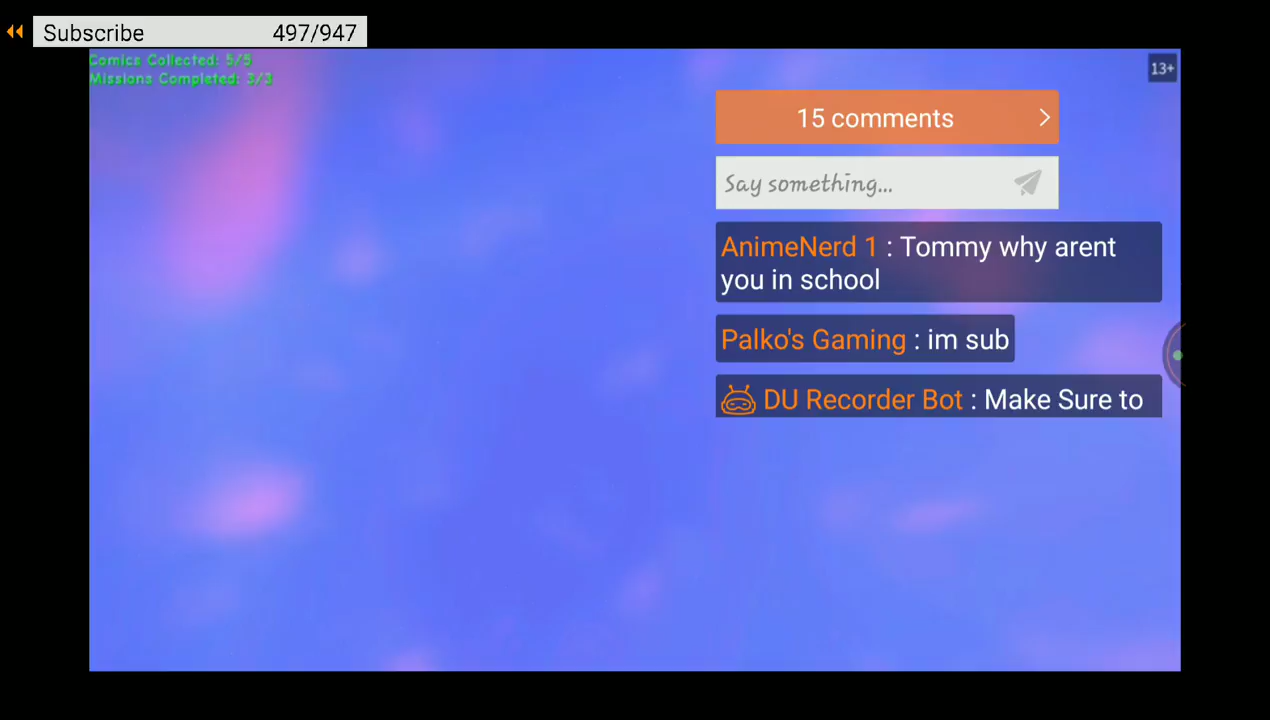 Subscribe 497/947
Comics Collected: 5/5
Missions Completed: 3/3
13+
15 comments
Say something...
AnimeNerd 1 : Tommy why arent
you in school
Palko's Gaming : im sub
DU Recorder Bot : Make Sure to